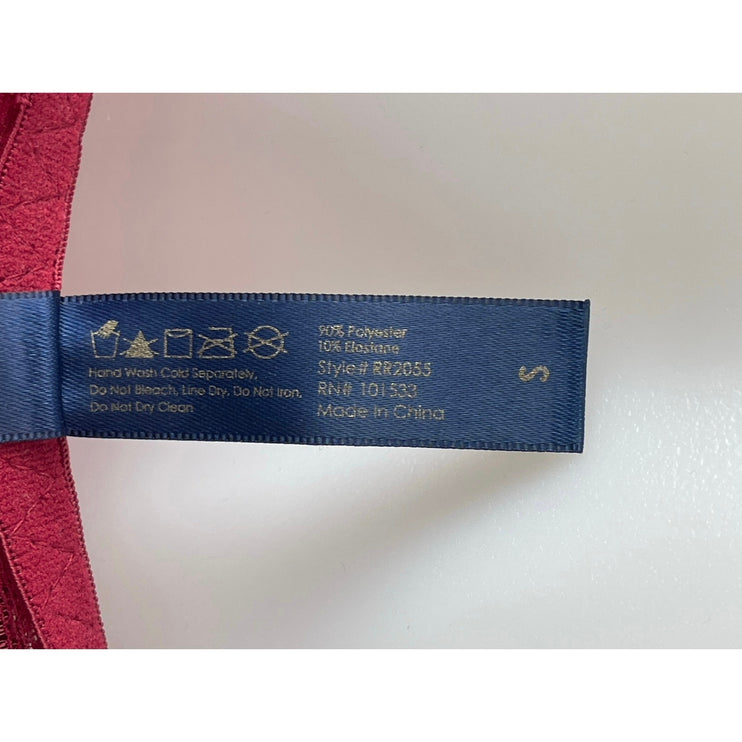 Hand Wash Cold Separately,
Do Not Bleach, Line Dry, Do Not Iron,
Do Not Dry Clean
90% Polyester
10% Elastane
Style# RR2055
RN# 101533
Made In China
S